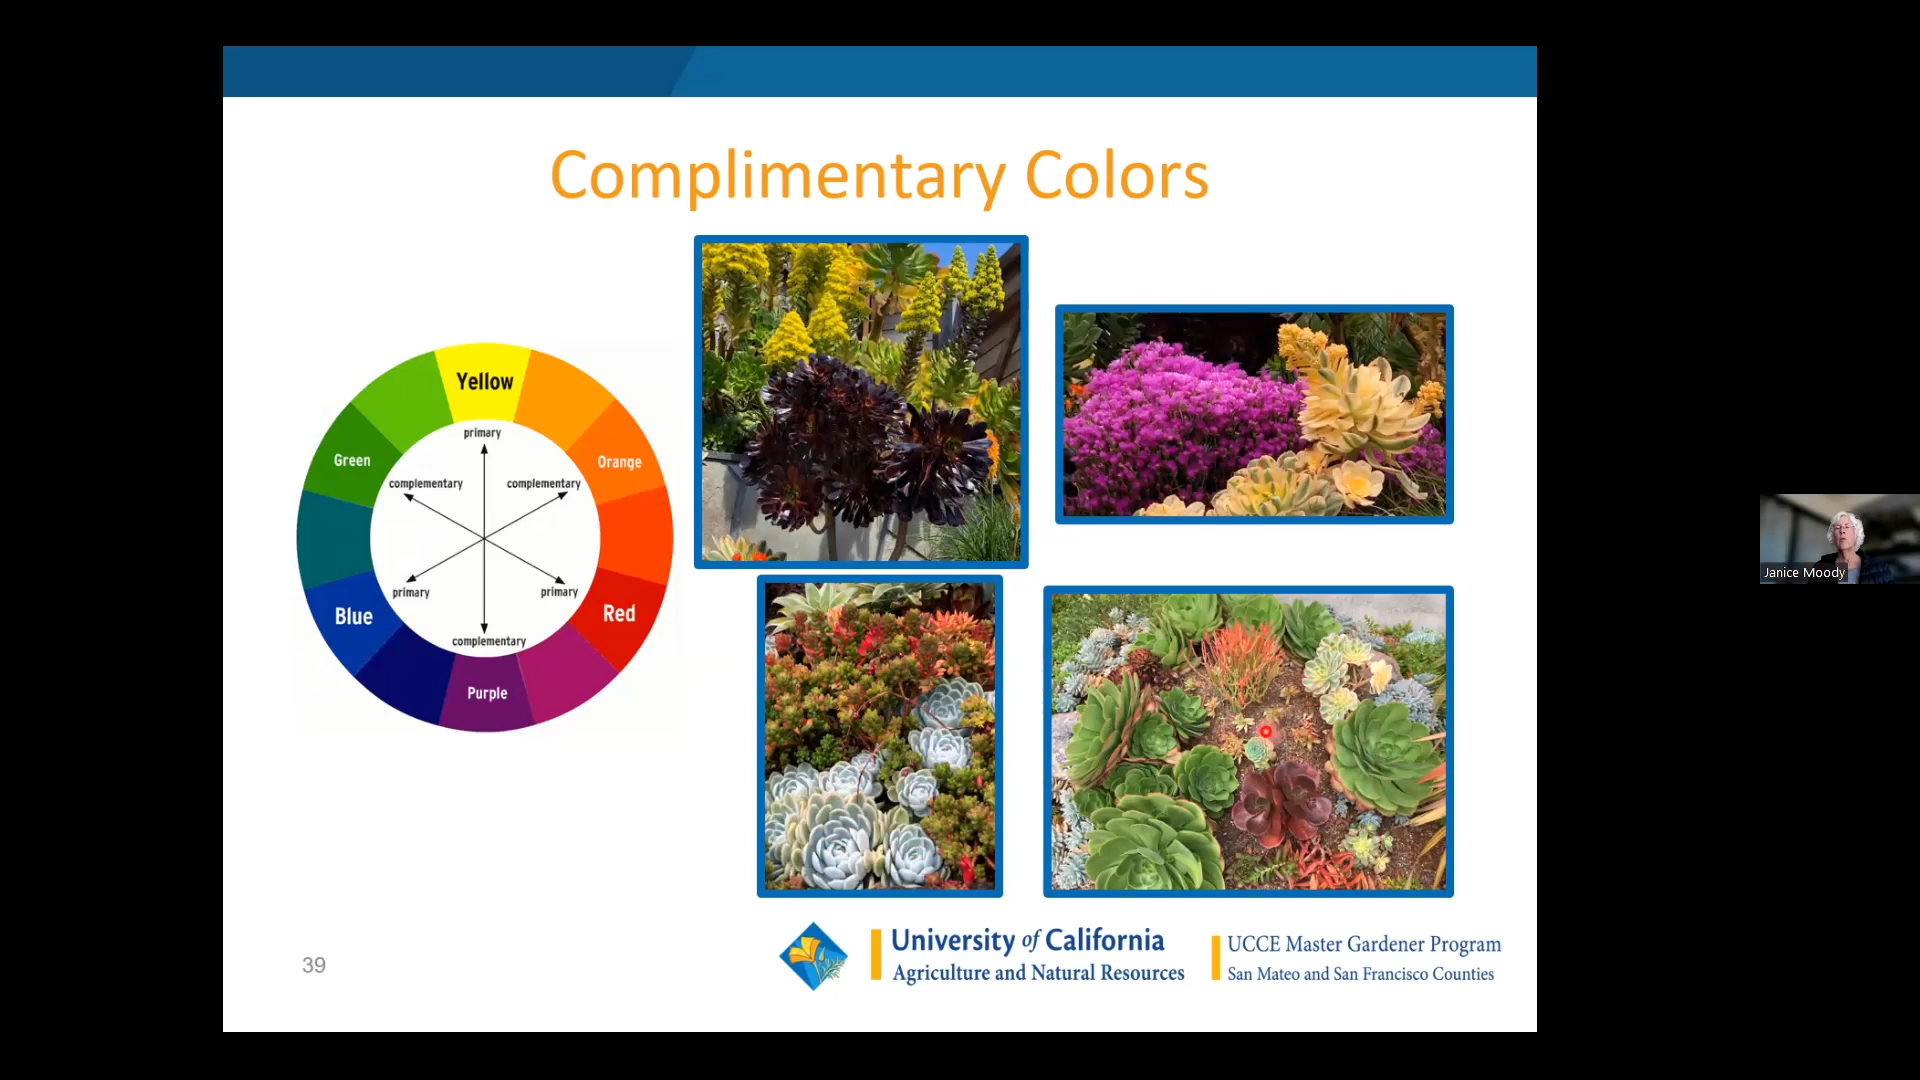 Complimentary Colors
Yellow
primary
Green
Orange
complementary
complementary
primary
primary
Blue
Red
complementary
Purple
Janice Moody
39
University of California
Agriculture and Natural Resources
UCCE Master Gardener Program
San Mateo and San Francisco Counties